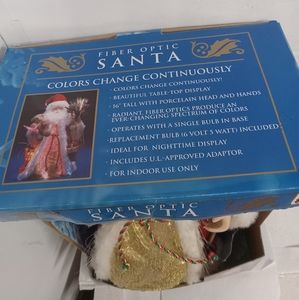 FIBER OPTIC
SANTA
COLORS CHANGE CONTINUOUSLY
· COLORS CHANGE CONTINUOUSLY!
· BEAUTIFUL TABLE-TOP DISPLAY
· 16" TALL WITH PORCELAIN HEAD AND HANDS
· RADIANT, FIBER OPTICS PRODUCE AN
EVER-CHANGING SPECTRUM OF COLORS
· OPERATES WITH A SINGLE BULB IN BASE
· REPLACEMENT BULB (6 VOLT 5 WATT) INCLUDED
· IDEAL FOR NIGHTTIME DISPLAY
· INCLUDES U.L.-APPROVED ADAPTOR
· FOR INDOOR USE ONLY
FIBER OPTIC
SANTA